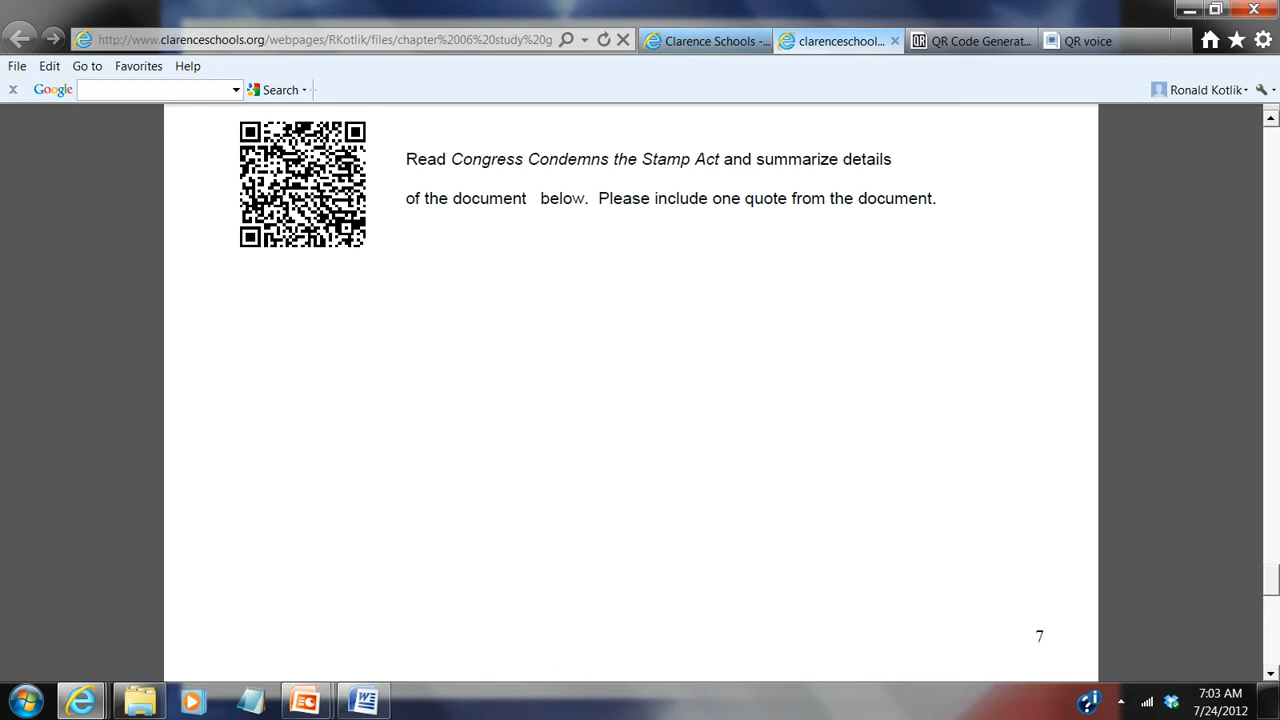 http://www.clarenceschools.org/webpages/RKotlik/files/chapter%2006%20study%20g
Clarence Schools -...
clarenceschool...
QR Code Generat...
QR voice
File Edit Go to Favorites Help
x Google Search
Ronald Kotlik
Read Congress Condemns the Stamp Act and summarize details
of the document below. Please include one quote from the document.
7
7:03 AM
7/24/2012